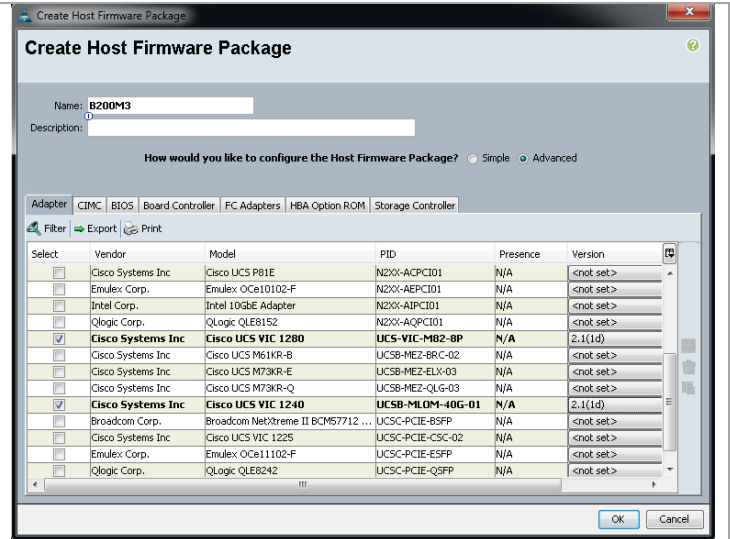 Create Host Firmware Package
Create Host Firmware Package
Name: B200M3
Description:
How would you like to configure the Host Firmware Package? Simple Advanced
Adapter CIMC BIOS Board Controller FC Adapters HBA Option ROM Storage Controller
Filter Export Print
Select Vendor Model PID Presence Version
Cisco Systems Inc Cisco UCS P81E N2XX-ACPCI01 N/A <not set>
Emulex Corp. Emulex OCe10102-F N2XX-AEPCI01 N/A <not set>
Intel Corp. Intel 10GbE Adapter N2XX-AIPCI01 N/A <not set>
Qlogic Corp. QLogic QLE8152 N2XX-AQPCI01 N/A <not set>
Cisco Systems Inc Cisco UCS VIC 1280 UCS-VIC-M82-8P N/A 2.1(1d)
Cisco Systems Inc Cisco UCS M61KR-B UCSB-MEZ-BRC-02 N/A <not set>
Cisco Systems Inc Cisco UCS M73KR-E UCSB-MEZ-ELX-03 N/A <not set>
Cisco Systems Inc Cisco UCS M73KR-Q UCSB-MEZ-QLG-03 N/A <not set>
Cisco Systems Inc Cisco UCS VIC 1240 UCSB-MLOM-40G-01 N/A 2.1(1d)
Broadcom Corp. Broadcom NetXtreme II BCM57712 ... UCSC-PCIE-BSFP N/A <not set>
Cisco Systems Inc Cisco UCS VIC 1225 UCSC-PCIE-CSC-02 N/A <not set>
Emulex Corp. Emulex OCe11102-F UCSC-PCIE-ESFP N/A <not set>
Qlogic Corp. QLogic QLE8242 UCSC-PCIE-QSFP N/A <not set>
OK Cancel